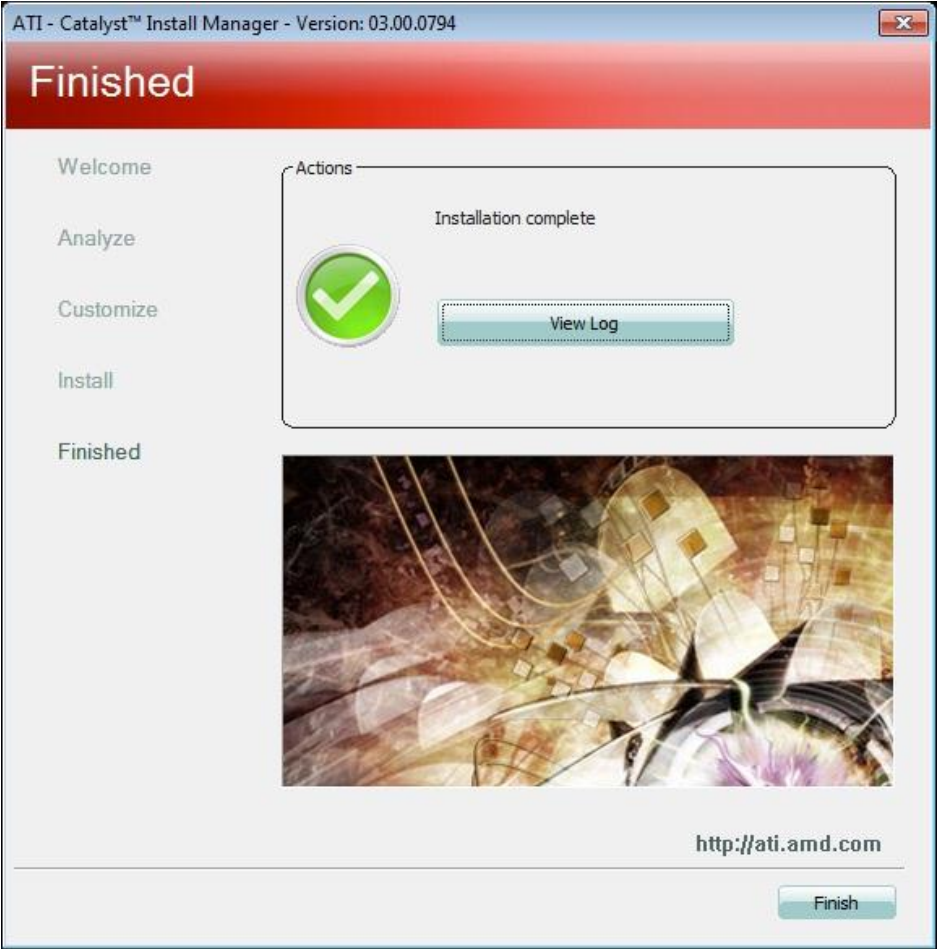 ATI - Catalyst™ Install Manager - Version: 03.00.0794
Finished
Welcome
Analyze
Customize
Install
Finished
Actions
Installation complete
View Log
http://ati.amd.com
Finish